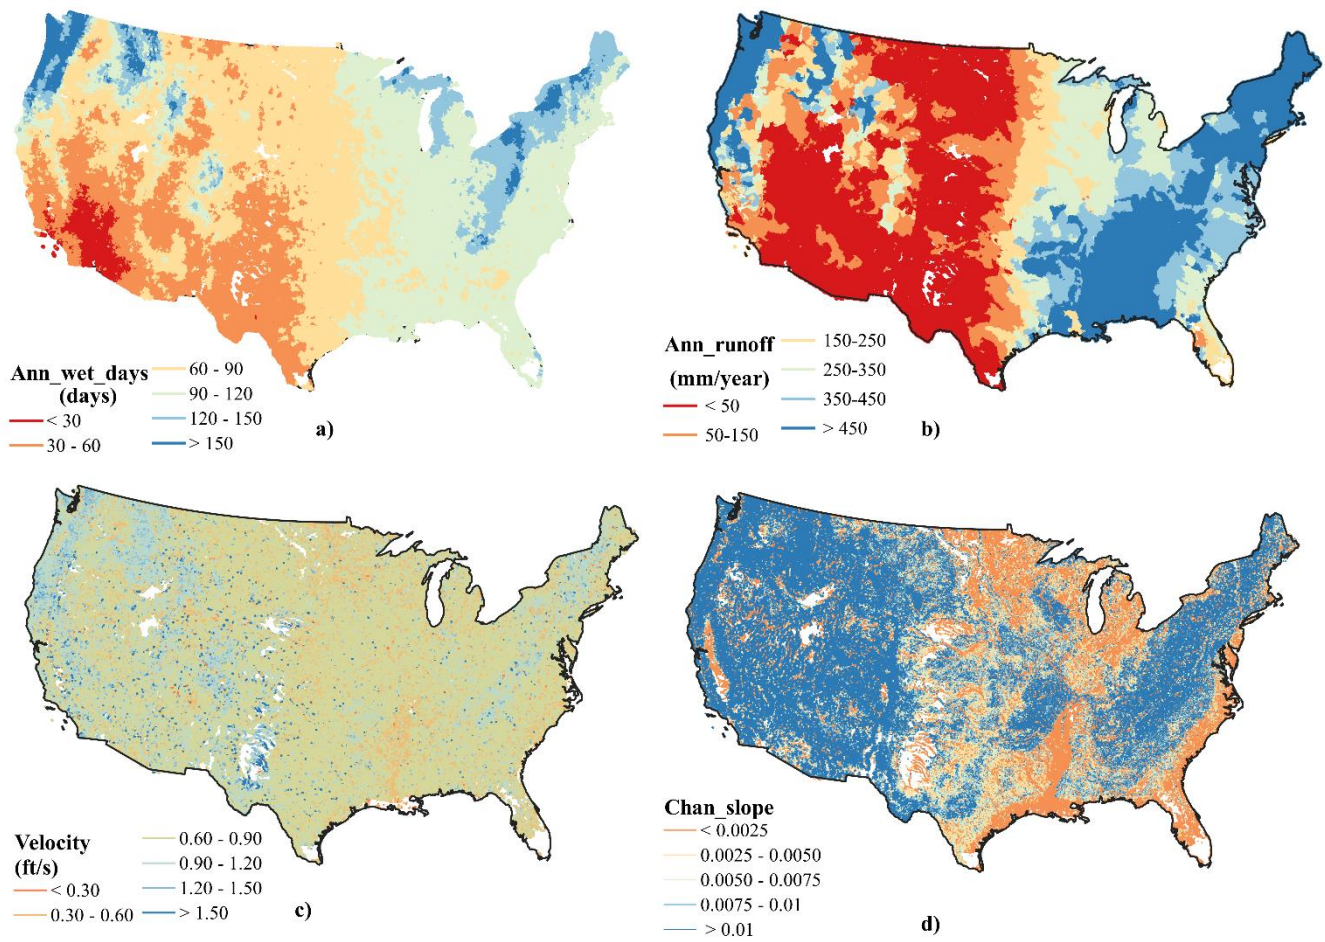 Ann_wet_days
(days)
< 30
30 - 60
60 - 90
90 - 120
120 - 150
> 150
a)
Ann_runoff
(mm/year)
< 50
50-150
150-250
250-350
350-450
> 450
b)
Velocity
(ft/s)
< 0.30
0.30 - 0.60
0.60 - 0.90
0.90 - 1.20
1.20 - 1.50
> 1.50
c)
Chan_slope
< 0.0025
0.0025 - 0.0050
0.0050 - 0.0075
0.0075 - 0.01
> 0.01
d)